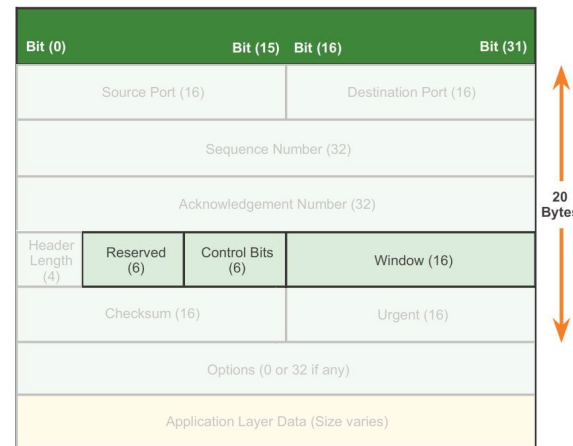 Bit (0) Bit (15) Bit (16) Bit (31)
Source Port (16) Destination Port (16)
Sequence Number (32)
Acknowledgement Number (32)
20
Bytes
Header
Length
(4)
Reserved
(6)
Control Bits
(6)
Window (16)
Checksum (16) Urgent (16)
Options (0 or 32 if any)
Application Layer Data (Size varies)